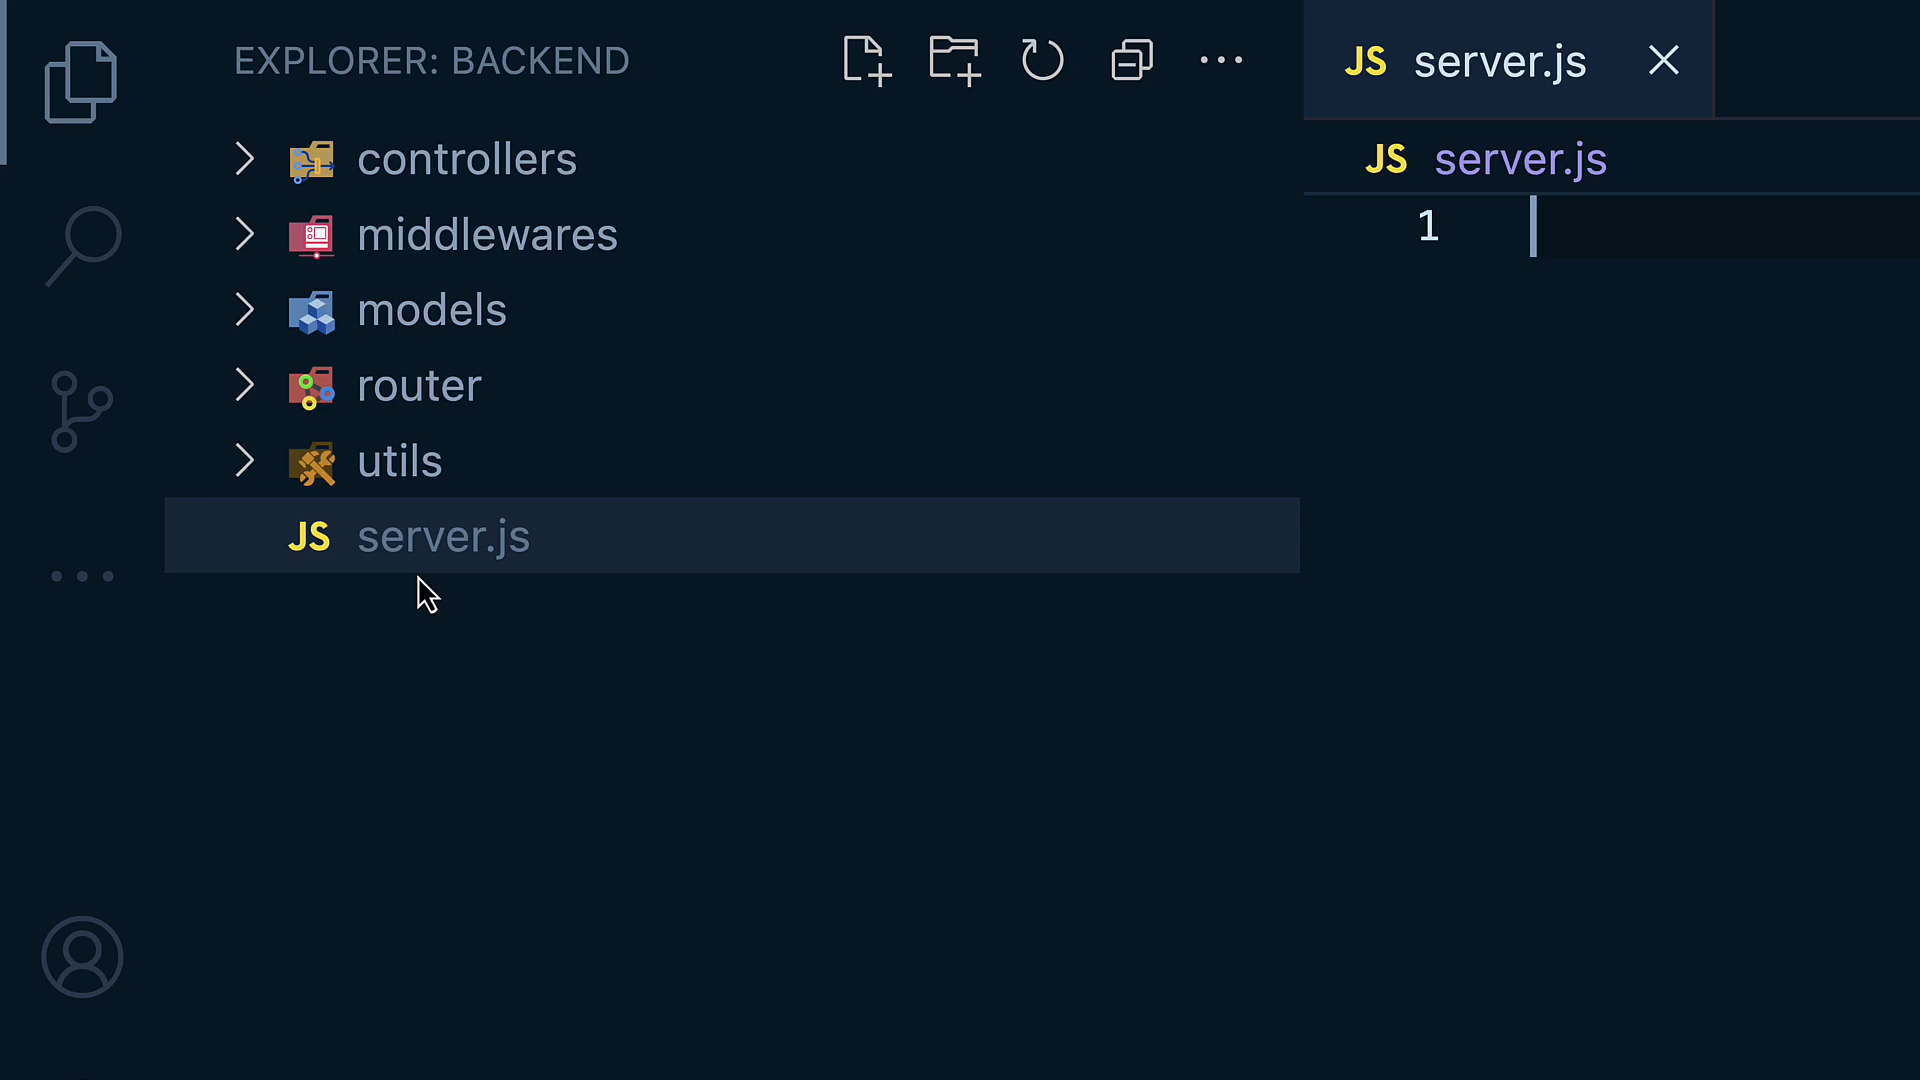 EXPLORER: BACKEND
controllers
middlewares
models
router
utils
JS server.js
JS server.js
JS server.js
1